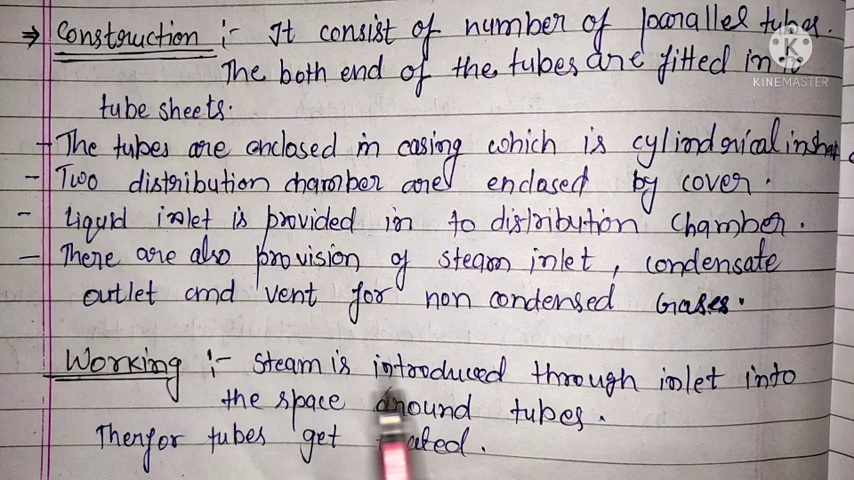 ⇒ Construction :- It consist of number of parallel tubes.
The both end of the tubes are fitted in to
tube sheets.
- The tubes are enclosed in casing which is cylinderical in shap
- Two distribution chamber are enclosed by cover.
- Liquid inlet is provided in to distribution chamber.
- There are also provision of steam inlet, condensate
outlet and vent for non condensed Gases.
Working :- Steam is introduced through inlet into
the space around tubes.
Therfor tubes get
K
KINEMASTER